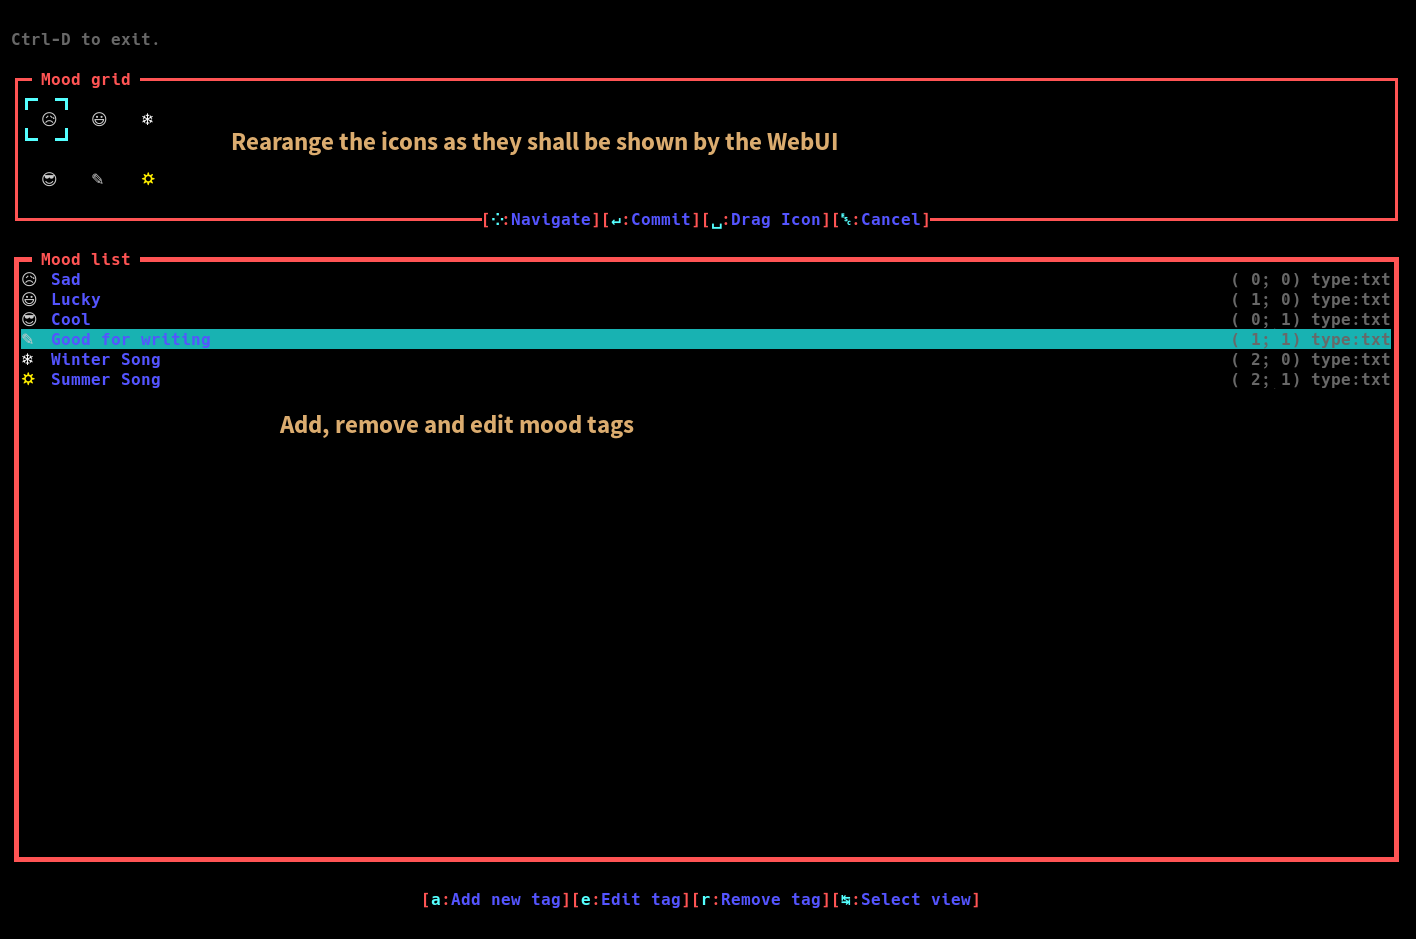 Ctrl-D to exit.
Mood grid
☹ 😃 ❄
Rearange the icons as they shall be shown by the WebUI
😎 ✎ 🔅
[⁘:Navigate][↵:Commit][␣:Drag Icon][␛:Cancel]
Mood list
☹ Sad ( 0; 0) type:txt
😃 Lucky ( 1; 0) type:txt
😎 Cool ( 0; 1) type:txt
✎ Good for writing ( 1; 1) type:txt
❄ Winter Song ( 2; 0) type:txt
🔅 Summer Song ( 2; 1) type:txt
Add, remove and edit mood tags
[a:Add new tag][e:Edit tag][r:Remove tag][↹:Select view]